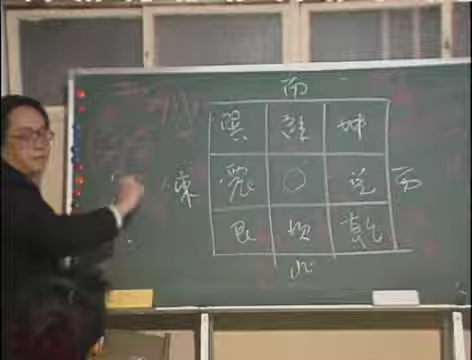 南
巽 離 坤
東 震 ○ 兌 西
艮 坎 乾
北